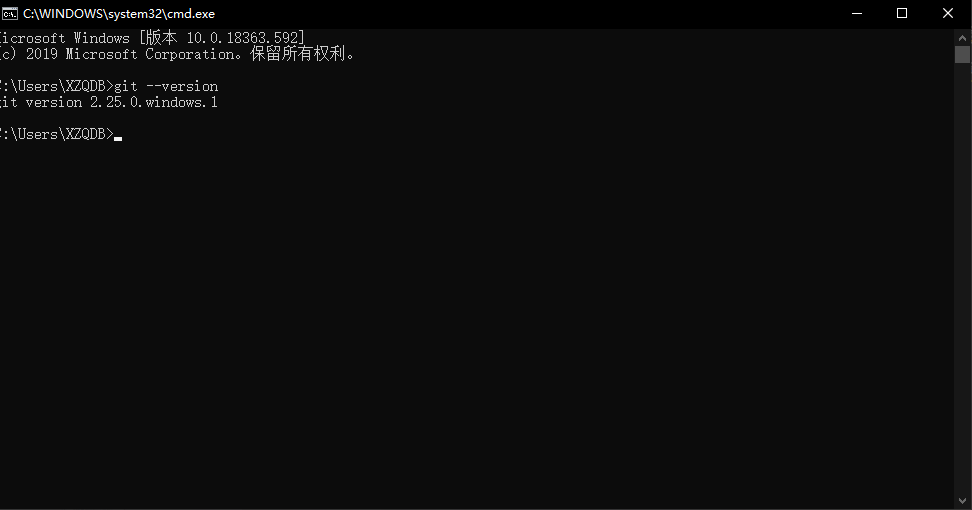 C:\WINDOWS\system32\cmd.exe
Microsoft Windows [版本 10.0.18363.592]
(c) 2019 Microsoft Corporation。保留所有权利。
C:\Users\XZQDB>git --version
git version 2.25.0.windows.1
C:\Users\XZQDB>